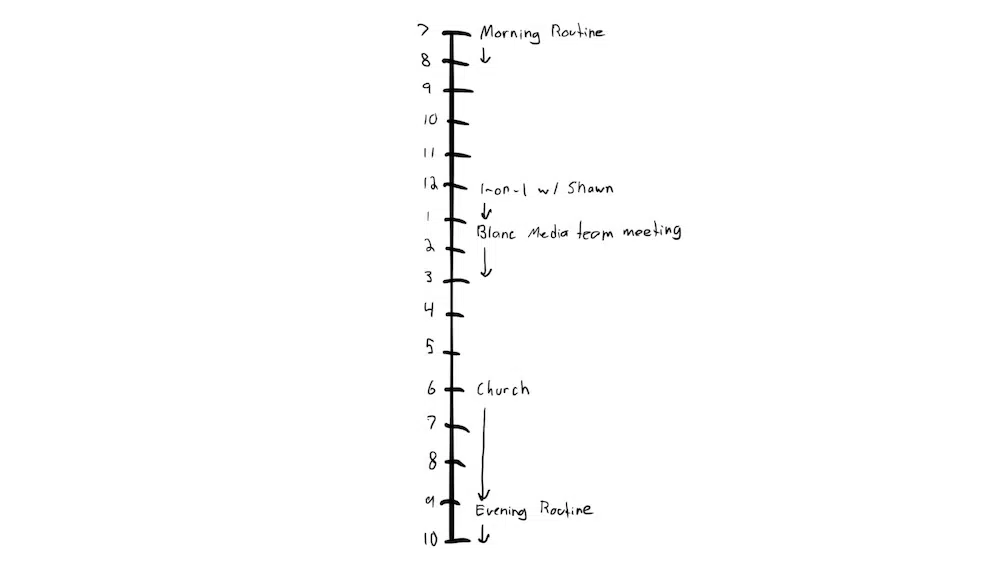 7 Morning Routine
8
9
10
11
12 1-on-1 w/ Shawn
1
Blanc Media team meeting
2
3
4
5
6 Church
7
8
9
Evening Routine
10